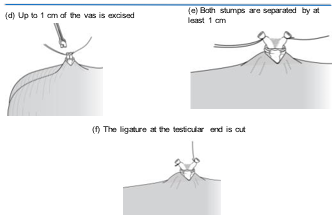 (d) Up to 1 cm of the vas is excised
(e) Both stumps are separated by at
least 1 cm
(f) The ligature at the testicular end is cut